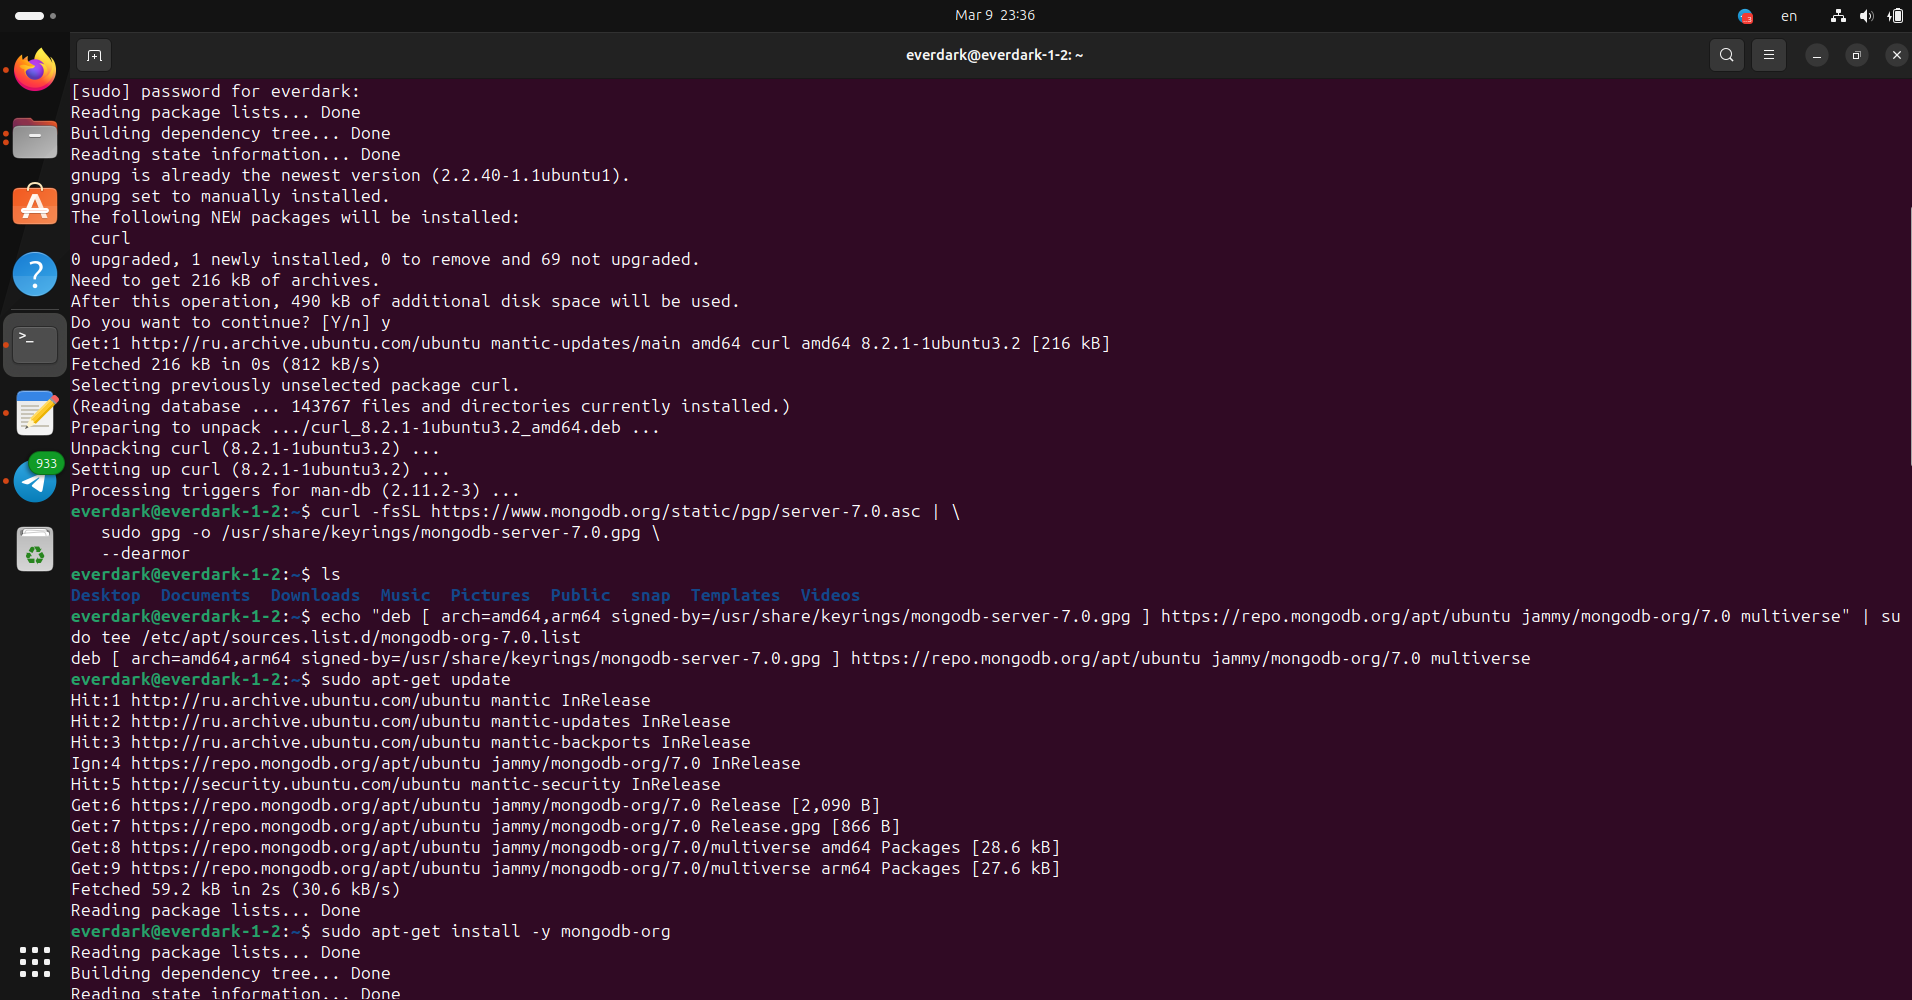 Mar 9 23:36
en
everdark@everdark-1-2: ~
[sudo] password for everdark:
Reading package lists... Done
Building dependency tree... Done
Reading state information... Done
gnupg is already the newest version (2.2.40-1.1ubuntu1).
gnupg set to manually installed.
The following NEW packages will be installed:
  curl
0 upgraded, 1 newly installed, 0 to remove and 69 not upgraded.
Need to get 216 kB of archives.
After this operation, 490 kB of additional disk space will be used.
Do you want to continue? [Y/n] y
Get:1 http://ru.archive.ubuntu.com/ubuntu mantic-updates/main amd64 curl amd64 8.2.1-1ubuntu3.2 [216 kB]
Fetched 216 kB in 0s (812 kB/s)
Selecting previously unselected package curl.
(Reading database ... 143767 files and directories currently installed.)
Preparing to unpack .../curl_8.2.1-1ubuntu3.2_amd64.deb ...
Unpacking curl (8.2.1-1ubuntu3.2) ...
Setting up curl (8.2.1-1ubuntu3.2) ...
Processing triggers for man-db (2.11.2-3) ...
everdark@everdark-1-2:~$ curl -fsSL https://www.mongodb.org/static/pgp/server-7.0.asc | \
   sudo gpg -o /usr/share/keyrings/mongodb-server-7.0.gpg \
   --dearmor
everdark@everdark-1-2:~$ ls
Desktop  Documents  Downloads  Music  Pictures  Public  snap  Templates  Videos
everdark@everdark-1-2:~$ echo "deb [ arch=amd64,arm64 signed-by=/usr/share/keyrings/mongodb-server-7.0.gpg ] https://repo.mongodb.org/apt/ubuntu jammy/mongodb-org/7.0 multiverse" | su
do tee /etc/apt/sources.list.d/mongodb-org-7.0.list
deb [ arch=amd64,arm64 signed-by=/usr/share/keyrings/mongodb-server-7.0.gpg ] https://repo.mongodb.org/apt/ubuntu jammy/mongodb-org/7.0 multiverse
everdark@everdark-1-2:~$ sudo apt-get update
Hit:1 http://ru.archive.ubuntu.com/ubuntu mantic InRelease
Hit:2 http://ru.archive.ubuntu.com/ubuntu mantic-updates InRelease
Hit:3 http://ru.archive.ubuntu.com/ubuntu mantic-backports InRelease
Ign:4 https://repo.mongodb.org/apt/ubuntu jammy/mongodb-org/7.0 InRelease
Hit:5 http://security.ubuntu.com/ubuntu mantic-security InRelease
Get:6 https://repo.mongodb.org/apt/ubuntu jammy/mongodb-org/7.0 Release [2,090 B]
Get:7 https://repo.mongodb.org/apt/ubuntu jammy/mongodb-org/7.0 Release.gpg [866 B]
Get:8 https://repo.mongodb.org/apt/ubuntu jammy/mongodb-org/7.0/multiverse amd64 Packages [28.6 kB]
Get:9 https://repo.mongodb.org/apt/ubuntu jammy/mongodb-org/7.0/multiverse arm64 Packages [27.6 kB]
Fetched 59.2 kB in 2s (30.6 kB/s)
Reading package lists... Done
everdark@everdark-1-2:~$ sudo apt-get install -y mongodb-org
Reading package lists... Done
Building dependency tree... Done
Reading state information... Done
933